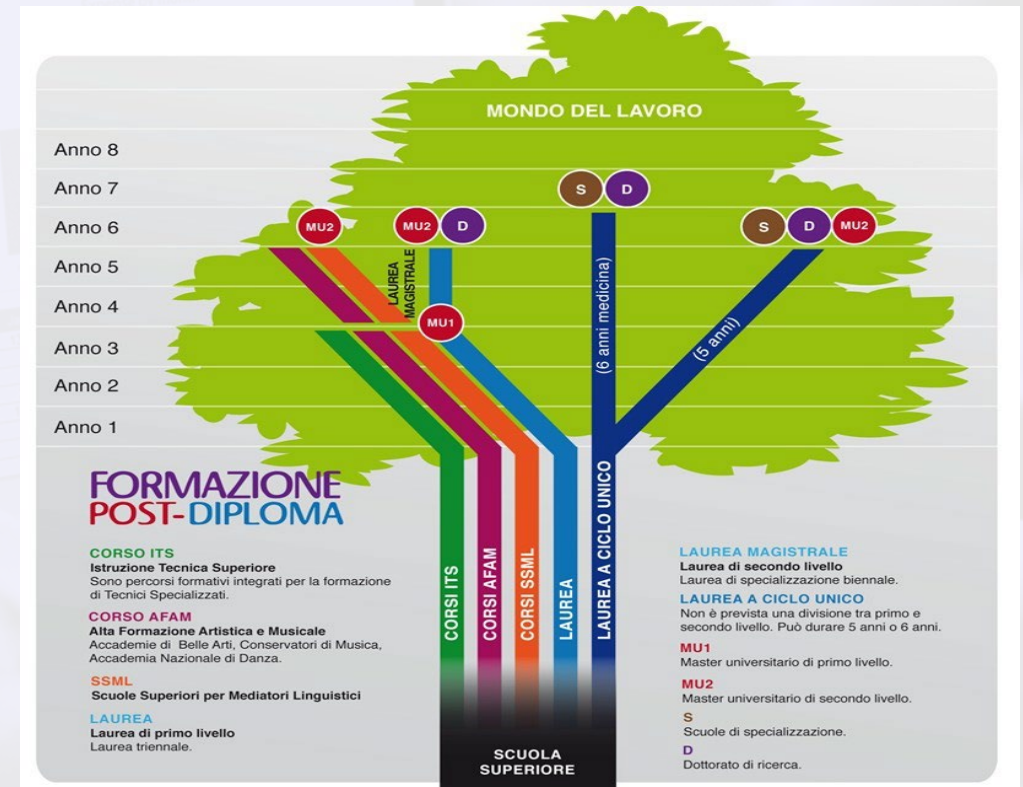 MONDO DEL LAVORO
Anno 8
Anno 7
S
D
Anno 6
MU2
MU2
D
S
D
MU2
Anno 5
LAUREA
MAGISTRALE
Anno 4
MU1
(6 anni medicina)
(5 anni)
Anno 3
Anno 2
Anno 1
FORMAZIONE
POST-DIPLOMA
CORSO ITS
Istruzione Tecnica Superiore
Sono percorsi formativi integrati per la formazione
di Tecnici Specializzati.
CORSO AFAM
Alta Formazione Artistica e Musicale
Accademie di Belle Arti, Conservatori di Musica,
Accademia Nazionale di Danza.
SSML
Scuole Superiori per Mediatori Linguistici
LAUREA
Laurea di primo livello
Laurea triennale.
CORSI ITS
CORSI AFAM
CORSI SSML
LAUREA
LAUREA A CICLO UNICO
SCUOLA
SUPERIORE
LAUREA MAGISTRALE
Laurea di secondo livello
Laurea di specializzazione biennale.
LAUREA A CICLO UNICO
Non è prevista una divisione tra primo e
secondo livello. Può durare 5 anni o 6 anni.
MU1
Master universitario di primo livello.
MU2
Master universitario di secondo livello.
S
Scuole di specializzazione.
D
Dottorato di ricerca.